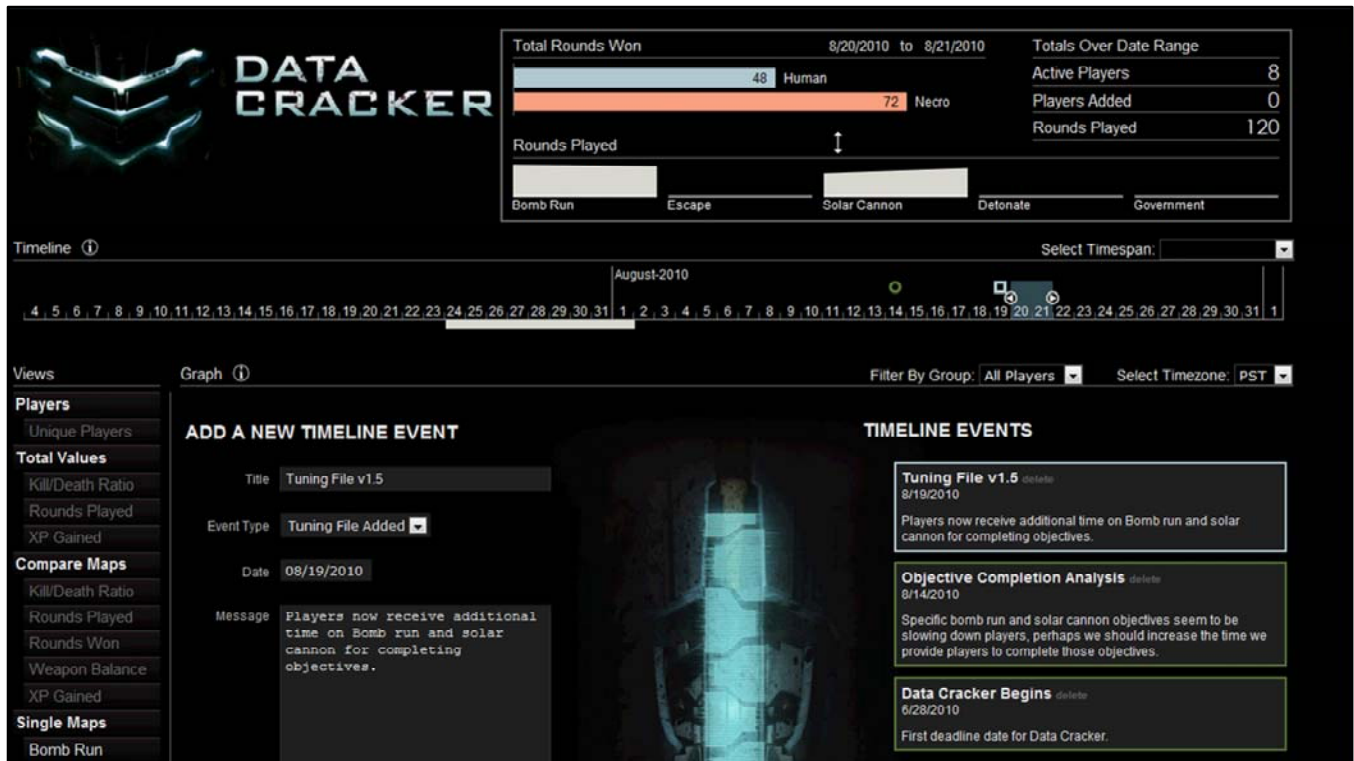 DATA
CRACKER
Total Rounds Won 8/20/2010 to 8/21/2010
48 Human
72 Necro
Rounds Played
Bomb Run Escape Solar Cannon Detonate Government
Totals Over Date Range
Active Players 8
Players Added 0
Rounds Played 120
Timeline
Select Timespan:
August-2010
4 5 6 7 8 9 10 11 12 13 14 15 16 17 18 19 20 21 22 23 24 25 26 27 28 29 30 31 1 2 3 4 5 6 7 8 9 10 11 12 13 14 15 16 17 18 19 20 21 22 23 24 25 26 27 28 29 30 31 1
Views
Players
Unique Players
Total Values
Kill/Death Ratio
Rounds Played
XP Gained
Compare Maps
Kill/Death Ratio
Rounds Played
Rounds Won
Weapon Balance
XP Gained
Single Maps
Bomb Run
Graph
Filter By Group: All Players Select Timezone: PST
ADD A NEW TIMELINE EVENT
Title Tuning File v1.5
Event Type Tuning File Added
Date 08/19/2010
Message Players now receive additional
time on Bomb run and solar
cannon for completing
objectives.
TIMELINE EVENTS
Tuning File v1.5 delete
8/19/2010
Players now receive additional time on Bomb run and solar
cannon for completing objectives.
Objective Completion Analysis delete
8/14/2010
Specific bomb run and solar cannon objectives seem to be
slowing down players, perhaps we should increase the time we
provide players to complete those objectives.
Data Cracker Begins delete
6/28/2010
First deadline date for Data Cracker.